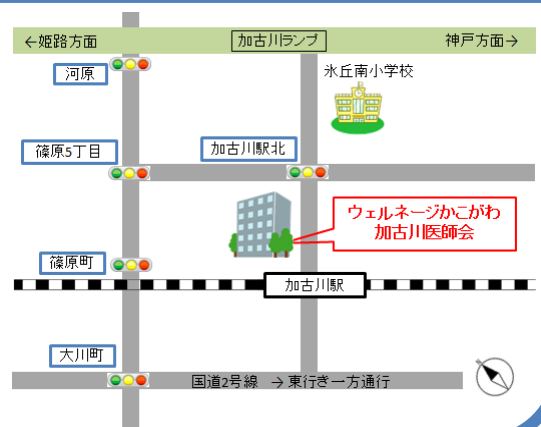 ←姫路方面
加古川ランプ
神戸方面→
河原
氷丘南小学校
篠原5丁目
加古川駅北
ウェルネージかこがわ
加古川医師会
篠原町
加古川駅
大川町
国道2号線 →東行き一方通行